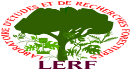 LABORATOIRE D'ETUDES ET DE RECHERCHES FORESTIERES
LERF